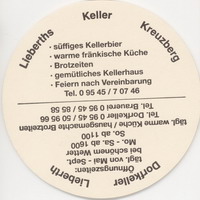 Lieberths Keller Kreuzberg
• süffiges Kellerbier
• warme fränkische Küche
• Brotzeiten
• gemütliches Kellerhaus
• Feiern nach Vereinbarung
Tel. 0 95 45 / 7 07 46
Lieberth Dorfkeller
Öffnungszeiten:
tägl. von Mai - Sept.
bei schönem Wetter
Mo. - Sa. ab 1600
So. ab 1100
tägl. warme Küche / hausgemachte Brotzeiten
Tel. Dorfkeller 0 95 45 / 50 95 66
Tel. Brauerei 0 95 45 / 85 58